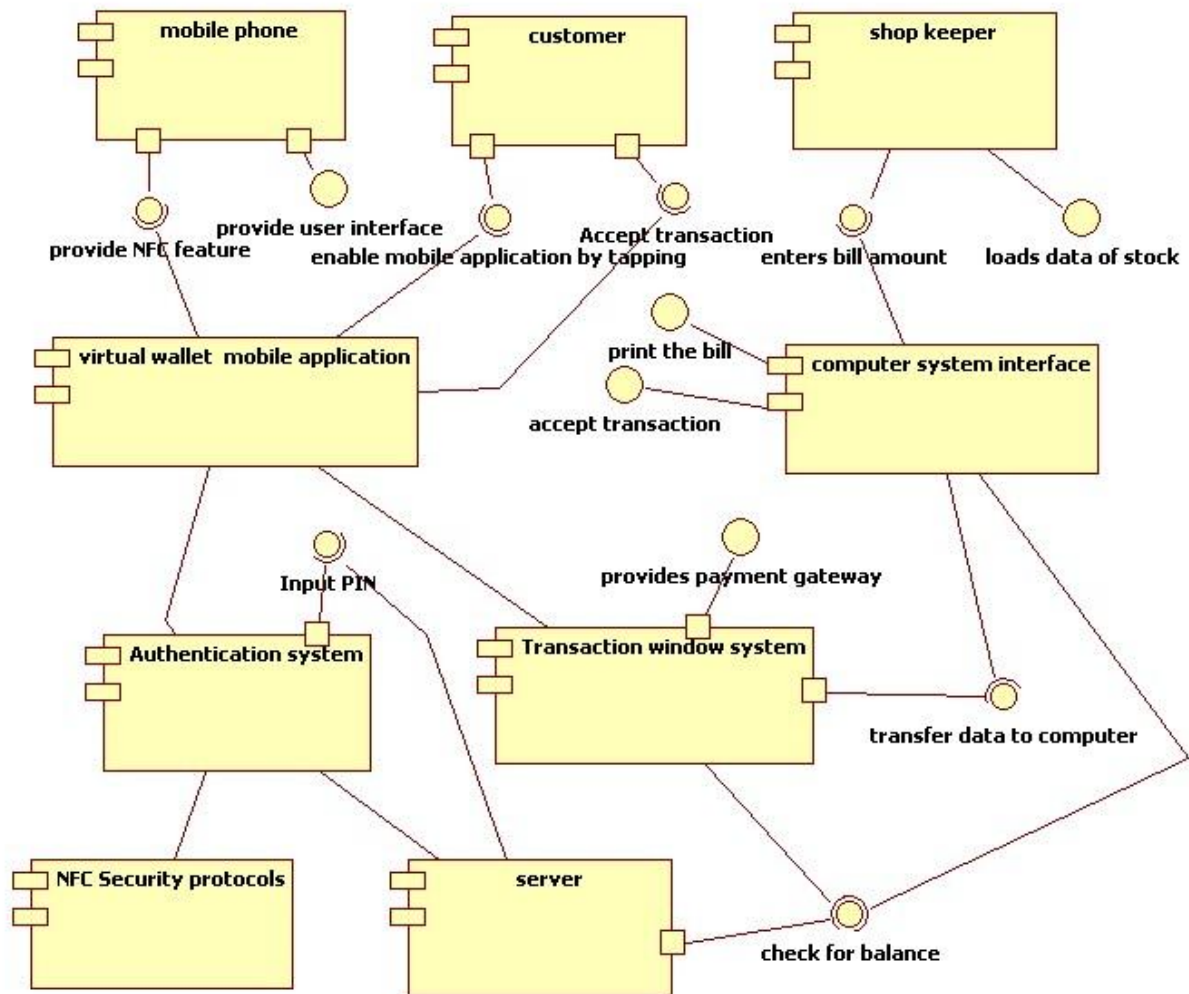 mobile phone
customer
shop keeper
provide NFC feature
provide user interface
enable mobile application by tapping
Accept transaction
enters bill amount
loads data of stock
virtual wallet  mobile application
print the bill
accept transaction
computer system interface
Input PIN
provides payment gateway
Authentication system
Transaction window system
transfer data to computer
NFC Security protocols
server
check for balance